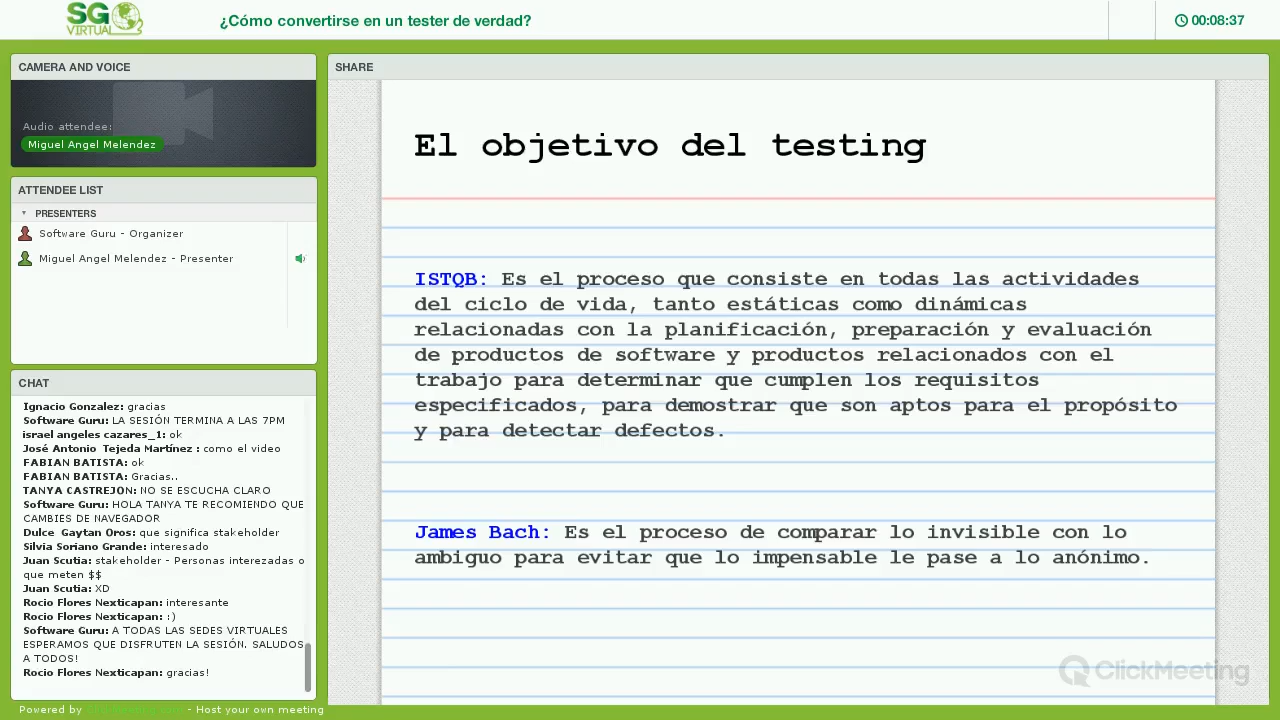 SG
VIRTUAL
¿Cómo convertirse en un tester de verdad?
00:08:37
CAMERA AND VOICE
Audio attendee:
Miguel Angel Melendez
ATTENDEE LIST
PRESENTERS
Software Guru - Organizer
Miguel Angel Melendez - Presenter
CHAT
Ignacio Gonzalez: gracias
Software Guru: LA SESIÓN TERMINA A LAS 7PM
israel angeles cazares_1: ok
José Antonio Tejeda Martínez : como el video
FABIAN BATISTA: ok
FABIAN BATISTA: Gracias..
TANYA CASTREJON: NO SE ESCUCHA CLARO
Software Guru: HOLA TANYA TE RECOMIENDO QUE
CAMBIES DE NAVEGADOR
Dulce Gaytan Oros: que significa stakeholder
Silvia Soriano Grande: interesado
Juan Scutia: stakeholder - Personas interezadas o
que meten $$
Juan Scutia: XD
Rocio Flores Nexticapan: interesante
Rocio Flores Nexticapan: :)
Software Guru: A TODAS LAS SEDES VIRTUALES
ESPERAMOS QUE DISFRUTEN LA SESIÓN. SALUDOS
A TODOS!
Rocio Flores Nexticapan: gracias!
Powered by - Host your own meeting
SHARE
El objetivo del testing
ISTQB: Es el proceso que consiste en todas las actividades
del ciclo de vida, tanto estáticas como dinámicas
relacionadas con la planificación, preparación y evaluación
de productos de software y productos relacionados con el
trabajo para determinar que cumplen los requisitos
especificados, para demostrar que son aptos para el propósito
y para detectar defectos.
James Bach: Es el proceso de comparar lo invisible con lo
ambiguo para evitar que lo impensable le pase a lo anónimo.
ClickMeeting